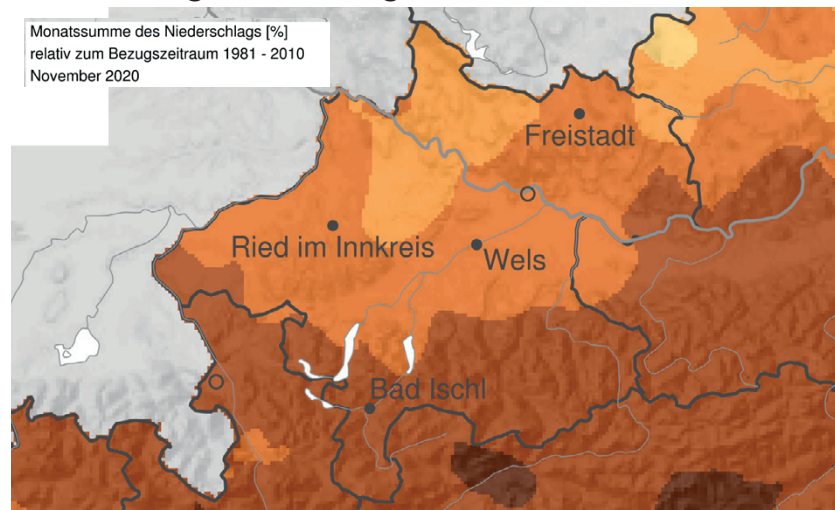 Monatssumme des Niederschlags [%]
relativ zum Bezugszeitraum 1981 - 2010
November 2020
Freistadt
Ried im Innkreis
Wels
Bad Ischl